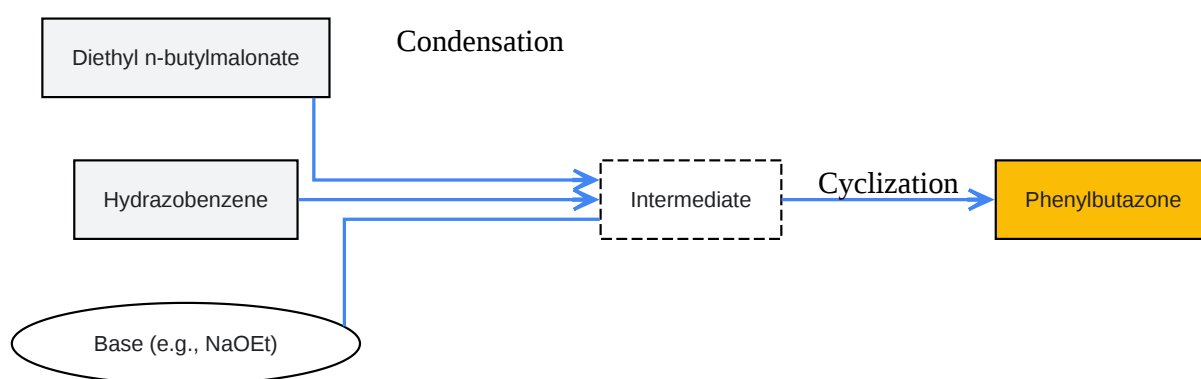 Diethyl n-butylmalonate
Condensation
Hydrazobenzene
Intermediate
Cyclization
Phenylbutazone
Base (e.g., NaOEt)